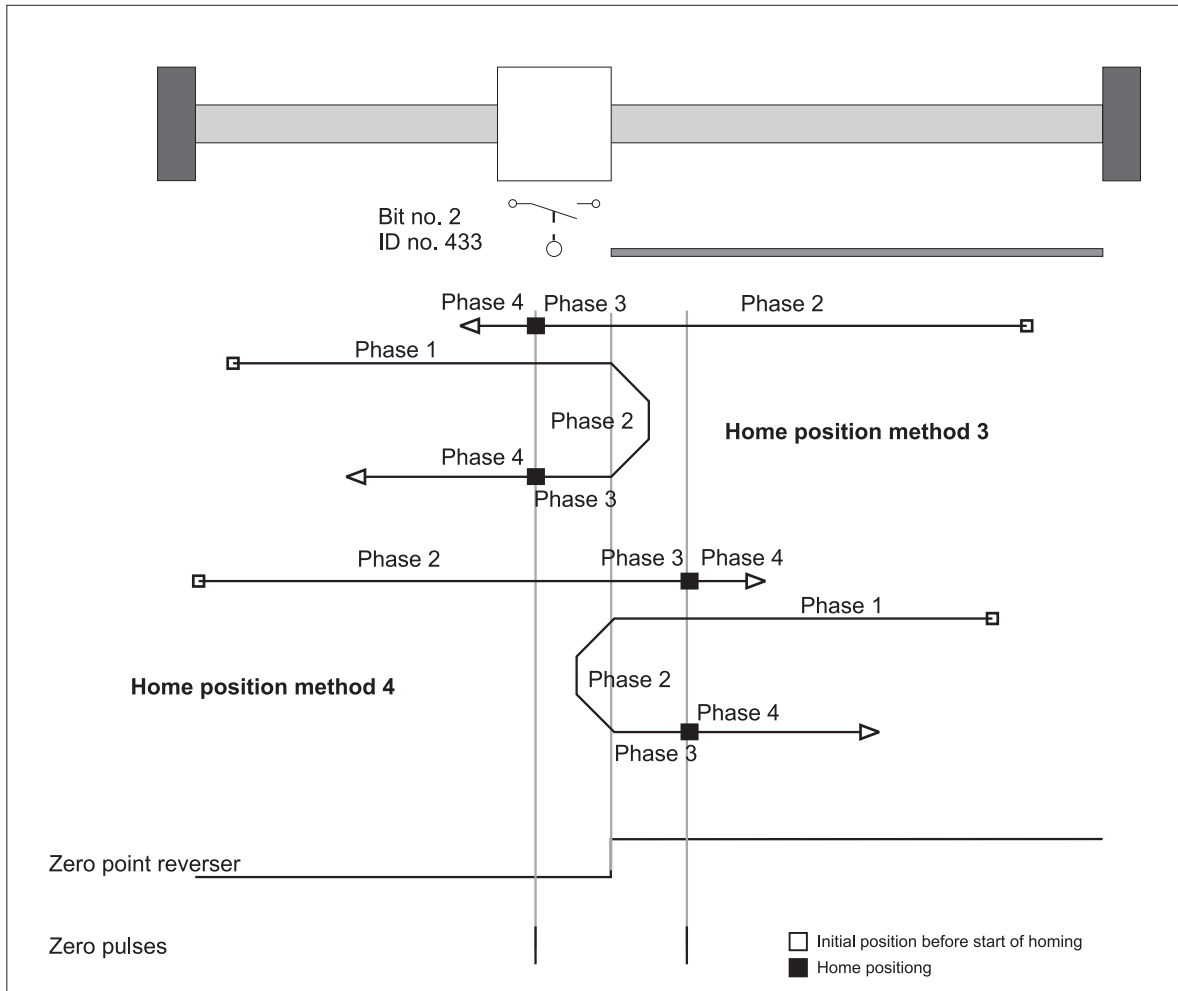 Bit no. 2
ID no. 433
Phase 4 Phase 3 Phase 2
Phase 1
Phase 2
Home position method 3
Phase 4
Phase 3
Phase 2 Phase 3 Phase 4
Phase 1
Home position method 4
Phase 2
Phase 4
Phase 3
Zero point reverser
Zero pulses
Initial position before start of homing
Home positiong